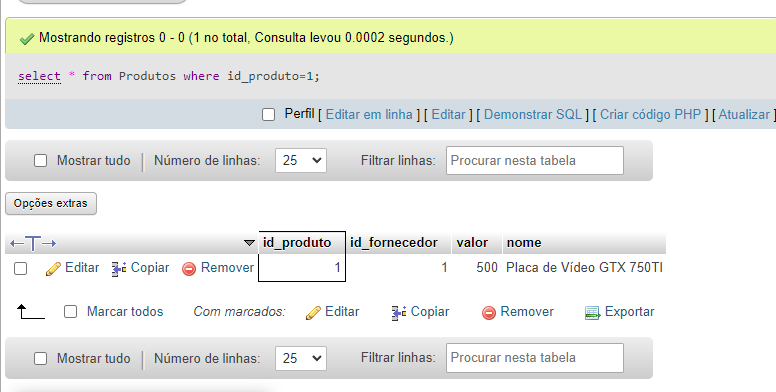 Mostrando registros 0 - 0 (1 no total, Consulta levou 0.0002 segundos.)
select * from Produtos where id_produto=1;
Perfil [ Editar em linha ] [ Editar ] [ Demonstrar SQL ] [ Criar código PHP ] [ Atualizar ]
Mostrar tudo | Número de linhas: 25 Filtrar linhas: Procurar nesta tabela
Opções extras
←T→ id_produto id_fornecedor valor nome
Editar Copiar Remover 1 1 500 Placa de Vídeo GTX 750TI
Marcar todos Com marcados: Editar Copiar Remover Exportar
Mostrar tudo | Número de linhas: 25 Filtrar linhas: Procurar nesta tabela